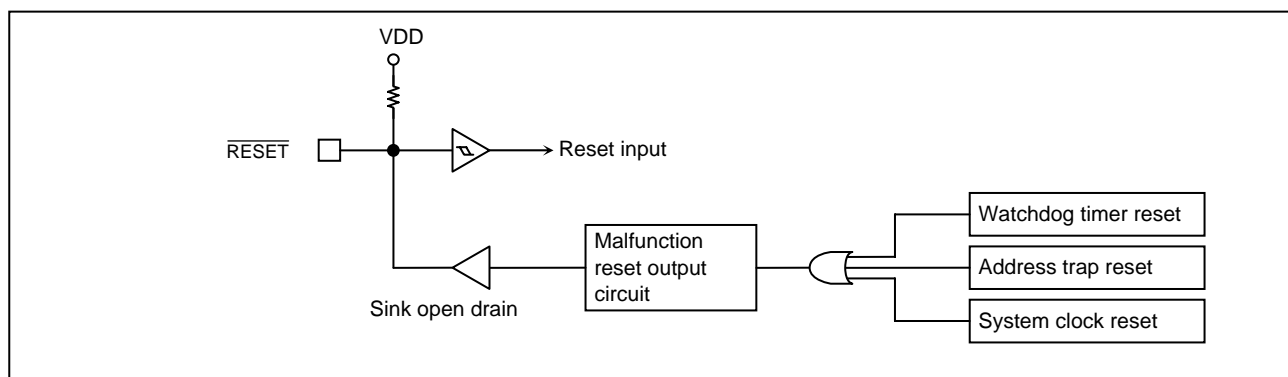 VDD
RESET
Reset input
Watchdog timer reset
Malfunction
reset output
circuit
Address trap reset
Sink open drain
System clock reset